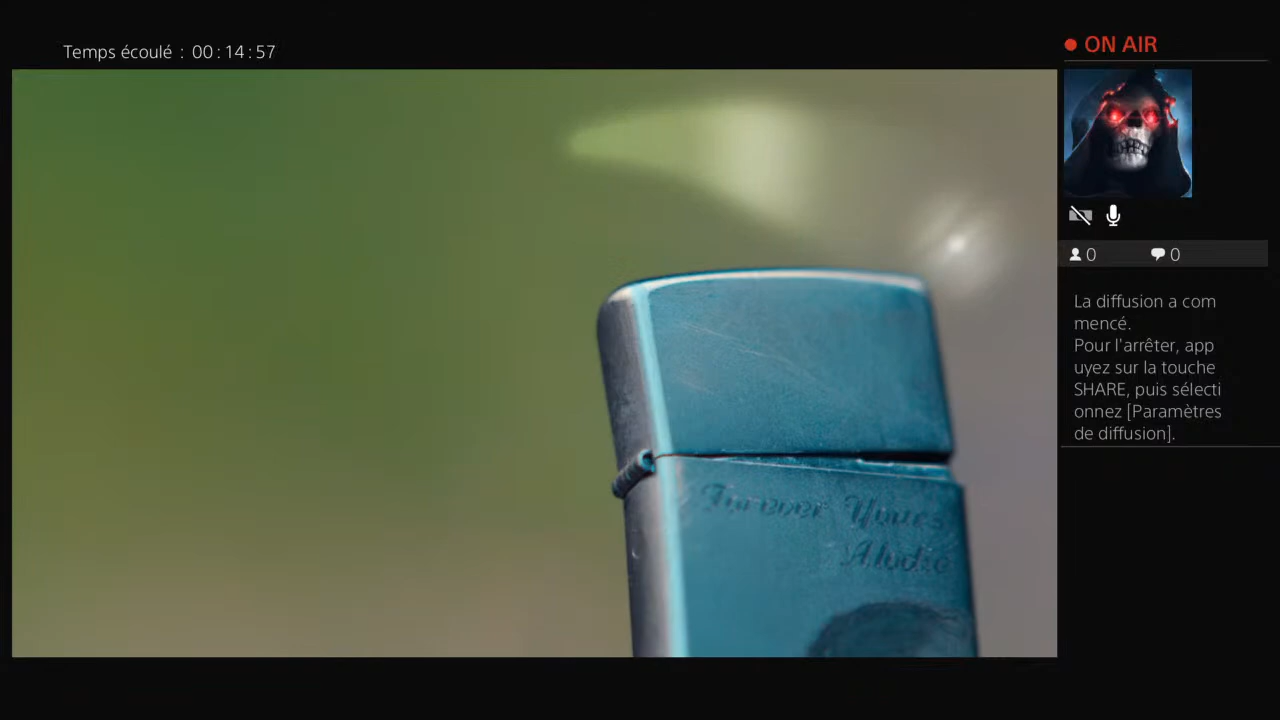 Temps écoulé : 00:14:57
ON AIR
0 0
La diffusion a com
mencé.
Pour l'arrêter, app
uyez sur la touche
SHARE, puis sélecti
onnez [Paramètres
de diffusion].
Forever Yours